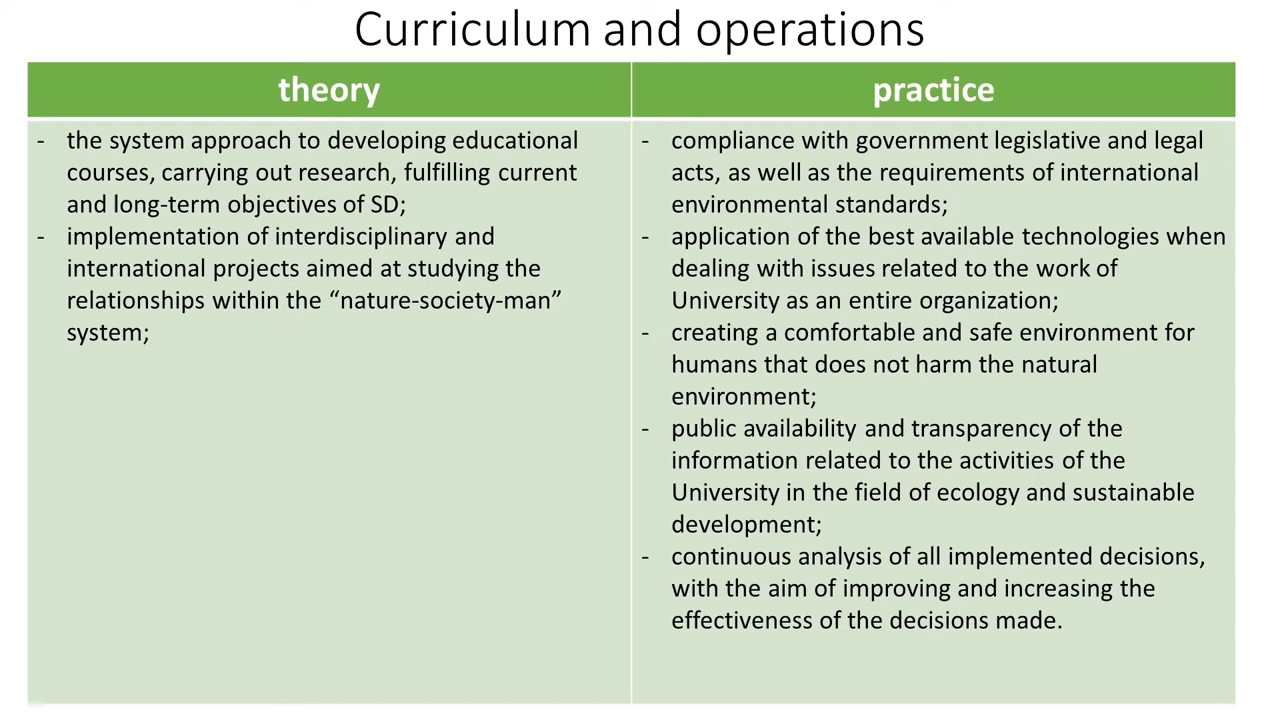 Curriculum and operations
theory
- the system approach to developing educational
courses, carrying out research, fulfilling current
and long-term objectives of SD;
- implementation of interdisciplinary and
international projects aimed at studying the
relationships within the “nature-society-man”
system;
practice
- compliance with government legislative and legal
acts, as well as the requirements of international
environmental standards;
- application of the best available technologies when
dealing with issues related to the work of
University as an entire organization;
- creating a comfortable and safe environment for
humans that does not harm the natural
environment;
- public availability and transparency of the
information related to the activities of the
University in the field of ecology and sustainable
development;
- continuous analysis of all implemented decisions,
with the aim of improving and increasing the
effectiveness of the decisions made.